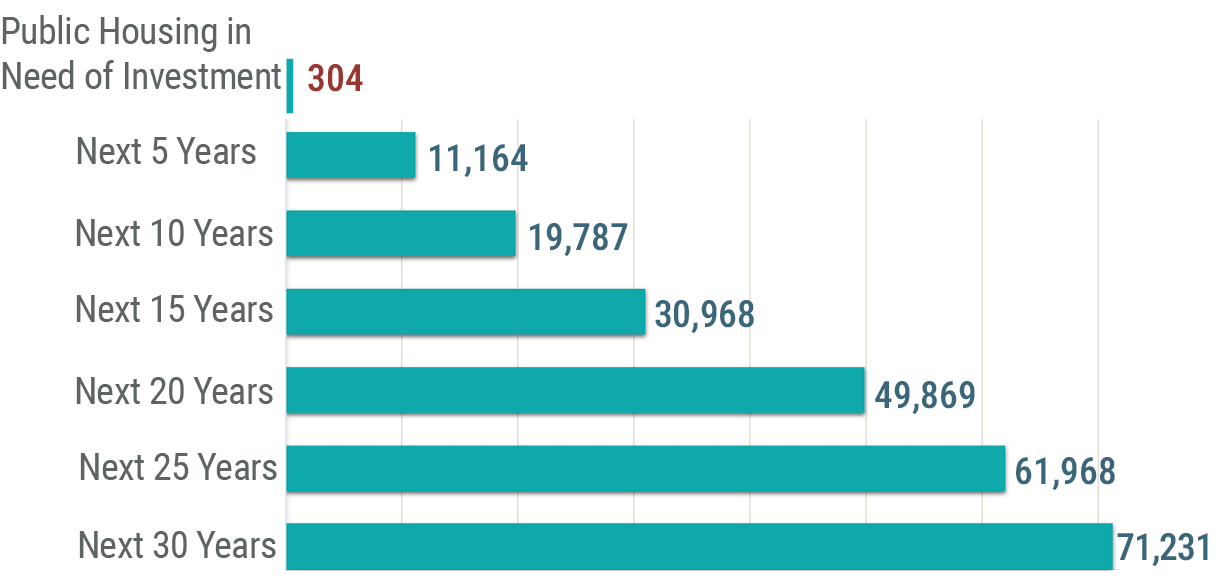 Public Housing in
Need of Investment 304
Next 5 Years 11,164
Next 10 Years 19,787
Next 15 Years 30,968
Next 20 Years 49,869
Next 25 Years 61,968
Next 30 Years 71,231